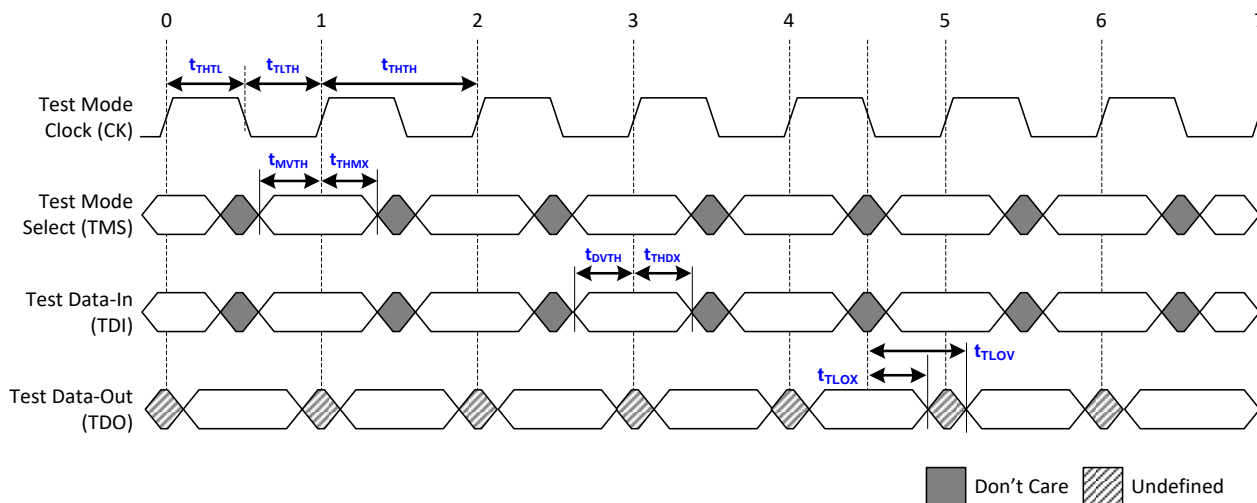 0 1 2 3 4 5 6 7
tTHTL tTLTH tTHTH
Test Mode
Clock (CK)
tMVTH tTHMX
Test Mode
Select (TMS)
tDVTH tTHDX
Test Data-In
(TDI)
tTLOV
tTLOX
Test Data-Out
(TDO)
Don't Care Undefined